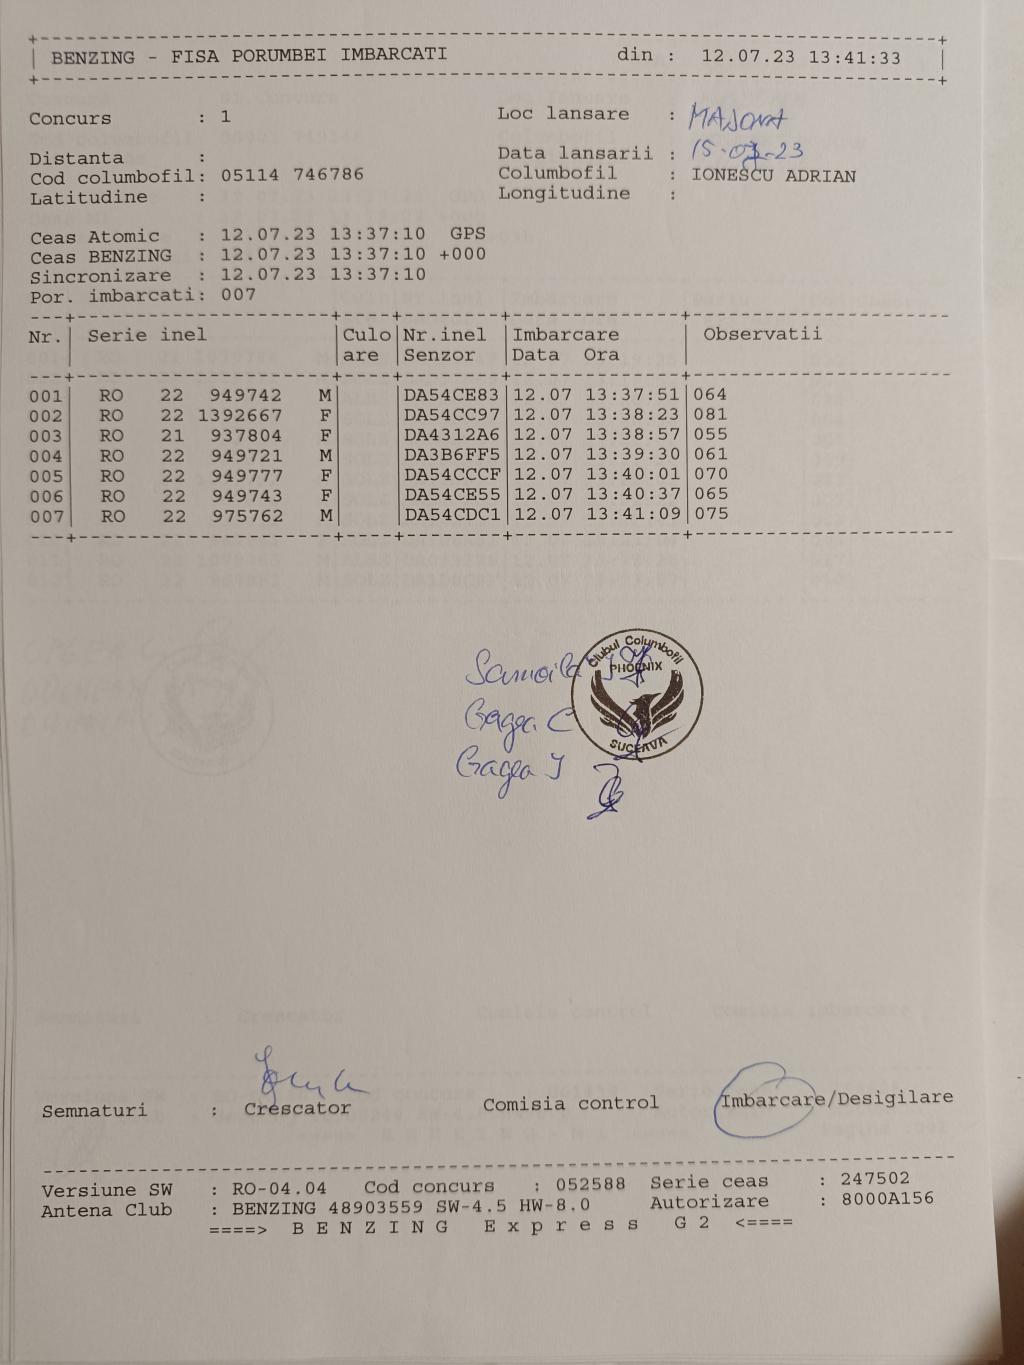 BENZING - FISA PORUMBEI IMBARCATI din : 12.07.23 13:41:33
Concurs : 1 Loc lansare :
Distanta : Data lansarii : 15-07-23
Cod columbofil: 05114 746786 Columbofil : IONESCU ADRIAN
Latitudine : Longitudine :
Ceas Atomic : 12.07.23 13:37:10 GPS
Ceas BENZING : 12.07.23 13:37:10 +000
Sincronizare : 12.07.23 13:37:10
Por. imbarcati: 007
Nr. Serie inel Culo Nr.inel Imbarcare Observatii
are Senzor Data Ora
001 RO 22 949742 M DA54CE83 12.07 13:37:51 064
002 RO 22 1392667 F DA54CC97 12.07 13:38:23 081
003 RO 21 937804 F DA4312A6 12.07 13:38:57 055
004 RO 22 949721 M DA3B6FF5 12.07 13:39:30 061
005 RO 22 949777 F DA54CCCF 12.07 13:40:01 070
006 RO 22 949743 F DA54CE55 12.07 13:40:37 065
007 RO 22 975762 M DA54CDC1 12.07 13:41:09 075
Clubul Columbofil
PHOENIX
SUCEAVA
Samoila
Gagea C
Gagea I
Semnaturi : Crescator Comisia control Imbarcare/Desigilare
Versiune SW : RO-04.04 Cod concurs : 052588 Serie ceas : 247502
Antena Club : BENZING 48903559 SW-4.5 HW-8.0 Autorizare : 8000A156
====> B E N Z I N G E x p r e s s G 2 <====